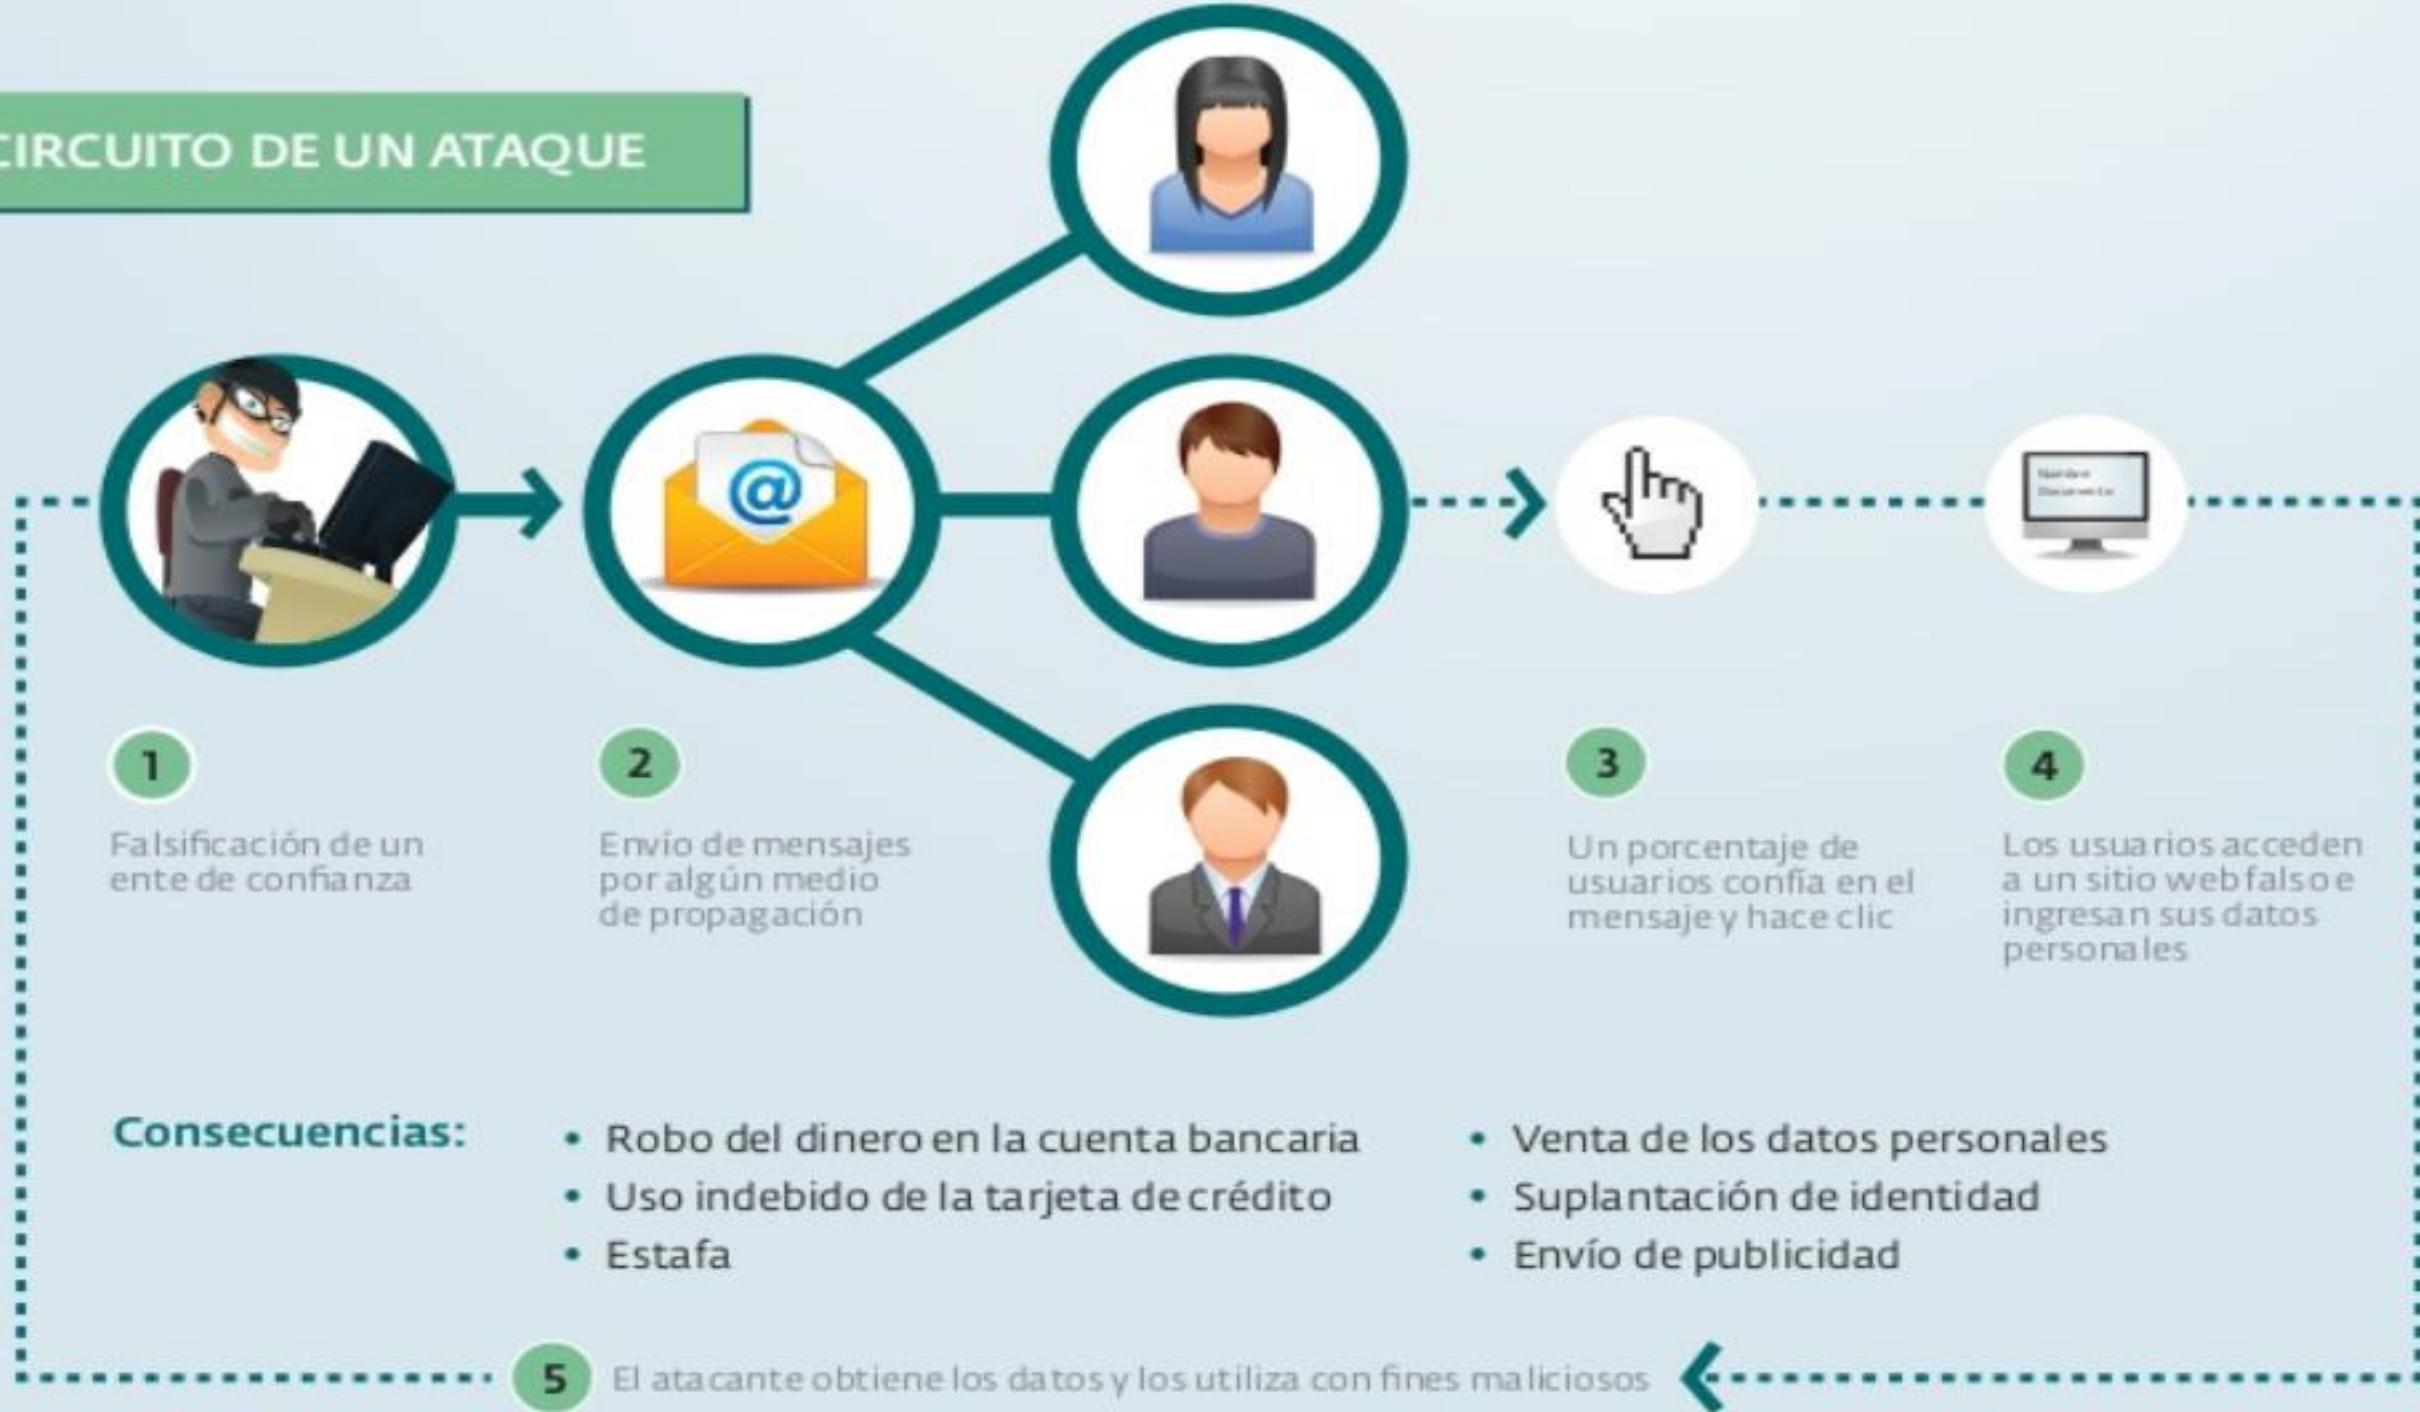 CIRCUITO DE UN ATAQUE
@
1
Falsificación de un
ente de confianza
2
Envío de mensajes
por algún medio
de propagación
3
Un porcentaje de
usuarios confía en el
mensaje y hace clic
4
Los usuarios acceden
a un sitio web falso e
ingresan sus datos
personales
Nombre
Documento
Consecuencias:
• Robo del dinero en la cuenta bancaria
• Uso indebido de la tarjeta de crédito
• Estafa
• Venta de los datos personales
• Suplantación de identidad
• Envío de publicidad
5 El atacante obtiene los datos y los utiliza con fines maliciosos